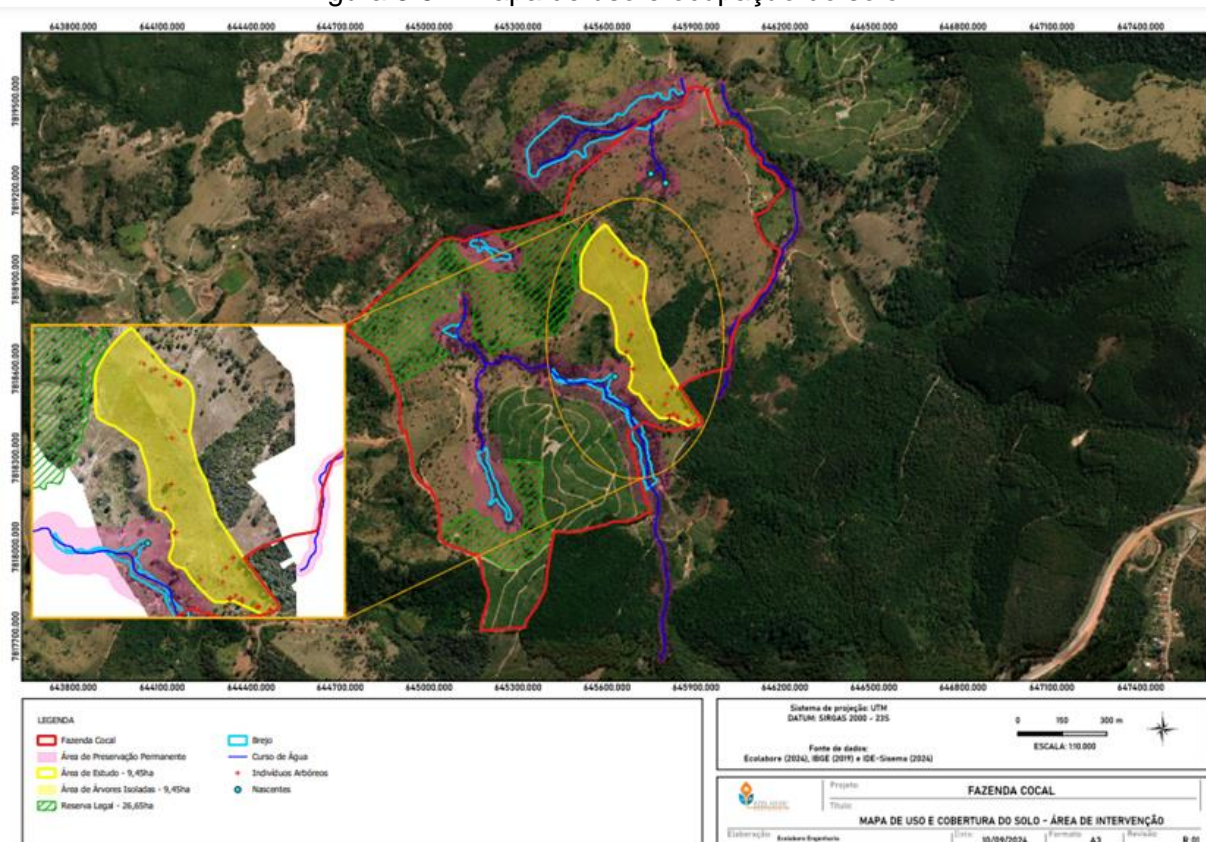 643800.000 644100.000 644400.000 644700.000 645000.000 645300.000 645600.000 645900.000 646200.000 646500.000 646800.000 647100.000 647400.000
7819500.000
7819200.000
7818900.000
7818600.000
7818300.000
7818000.000
7817700.000
643800.000 644100.000 644400.000 644700.000 645000.000 645300.000 645600.000 645900.000 646200.000 646500.000 646800.000 647100.000 647400.000
LEGENDA
Fazenda Cocal
Área de Preservação Permanente
Área de Estudo - 9,45ha
Área de Árvores Isoladas - 9,45ha
Reserva Legal - 26,65ha
Brejo
Curso de Água
Indivíduos Arbóreos
Nascentes
Sistema de projeção: UTM
DATUM: SIRGAS 2000 - 23S
Fonte de dados:
Ecolabore (2024), IBGE (2019) e IDE-Sisema (2024)
0 150 300 m
ESCALA: 1:10.000
Projeto:
FAZENDA COCAL
Título:
MAPA DE USO E COBERTURA DO SOLO - ÁREA DE INTERVENÇÃO
Elaboração: Ecolabore Engenharia
Data: 10/09/2024
Formato: A3
Revisão: R 01